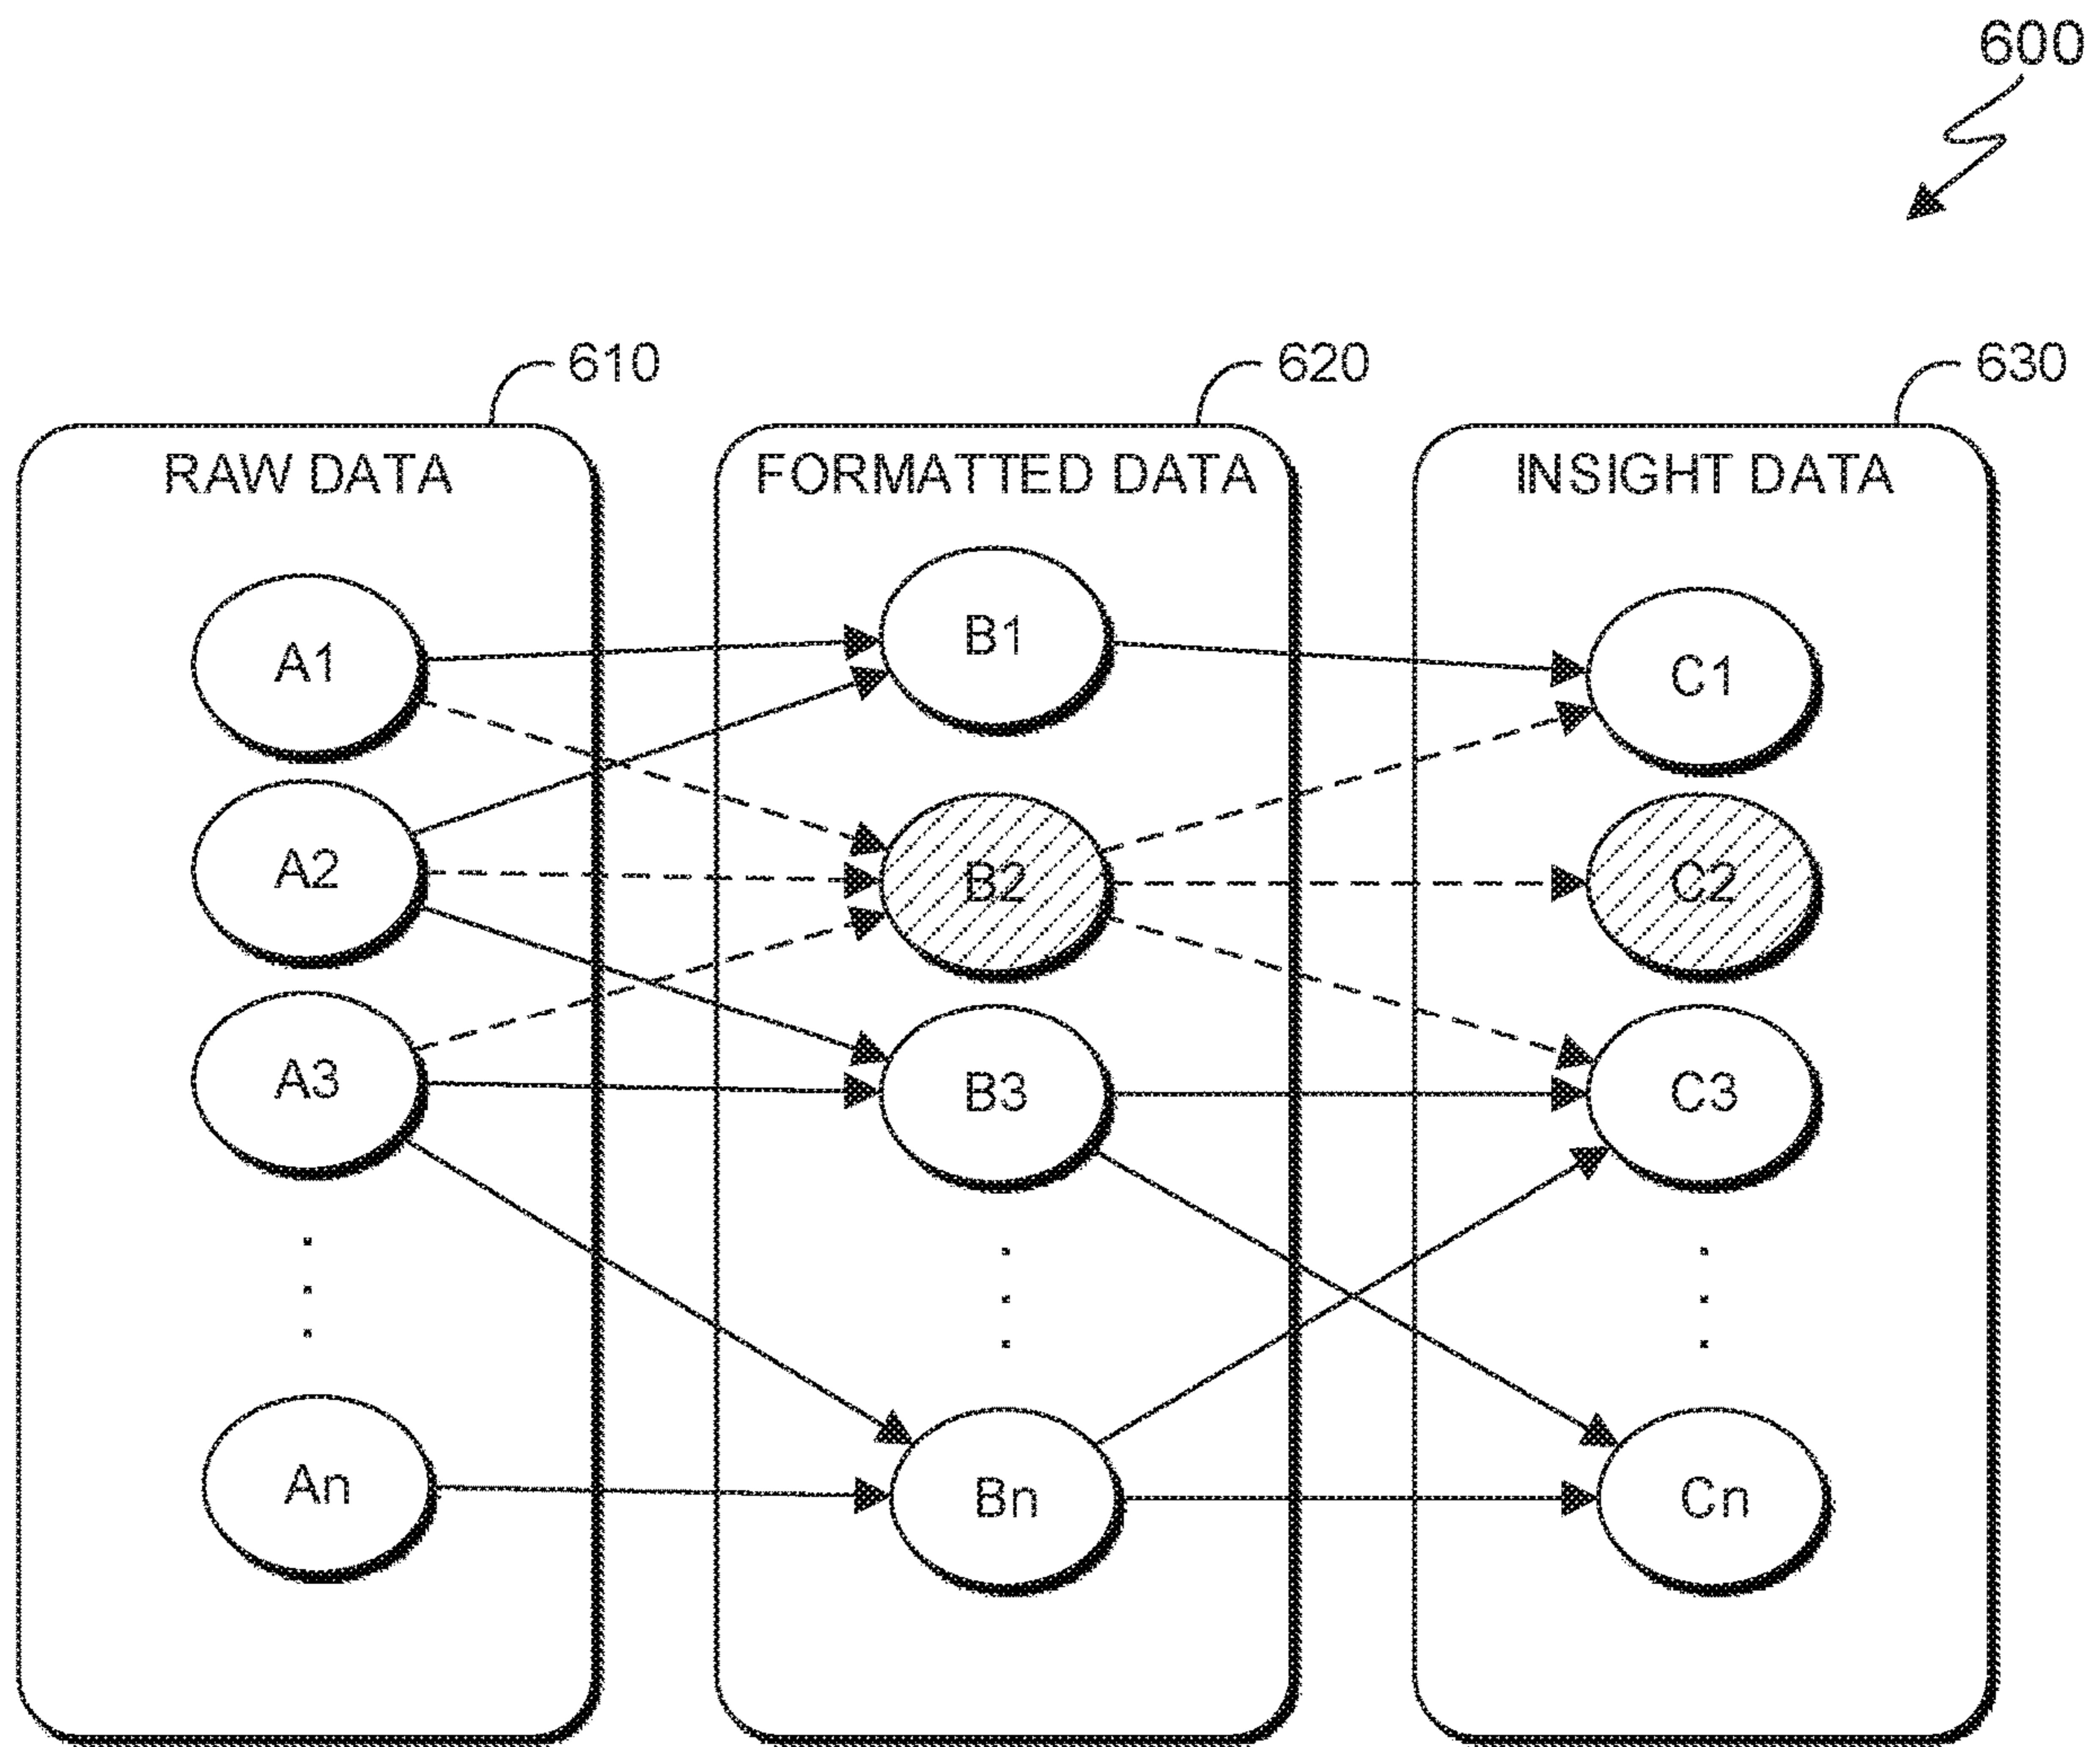 600
610
620
630
RAW DATA
FORMATTED DATA
INSIGHT DATA
A1
B1
C1
A2
B2
C2
A3
B3
C3
An
Bn
Cn